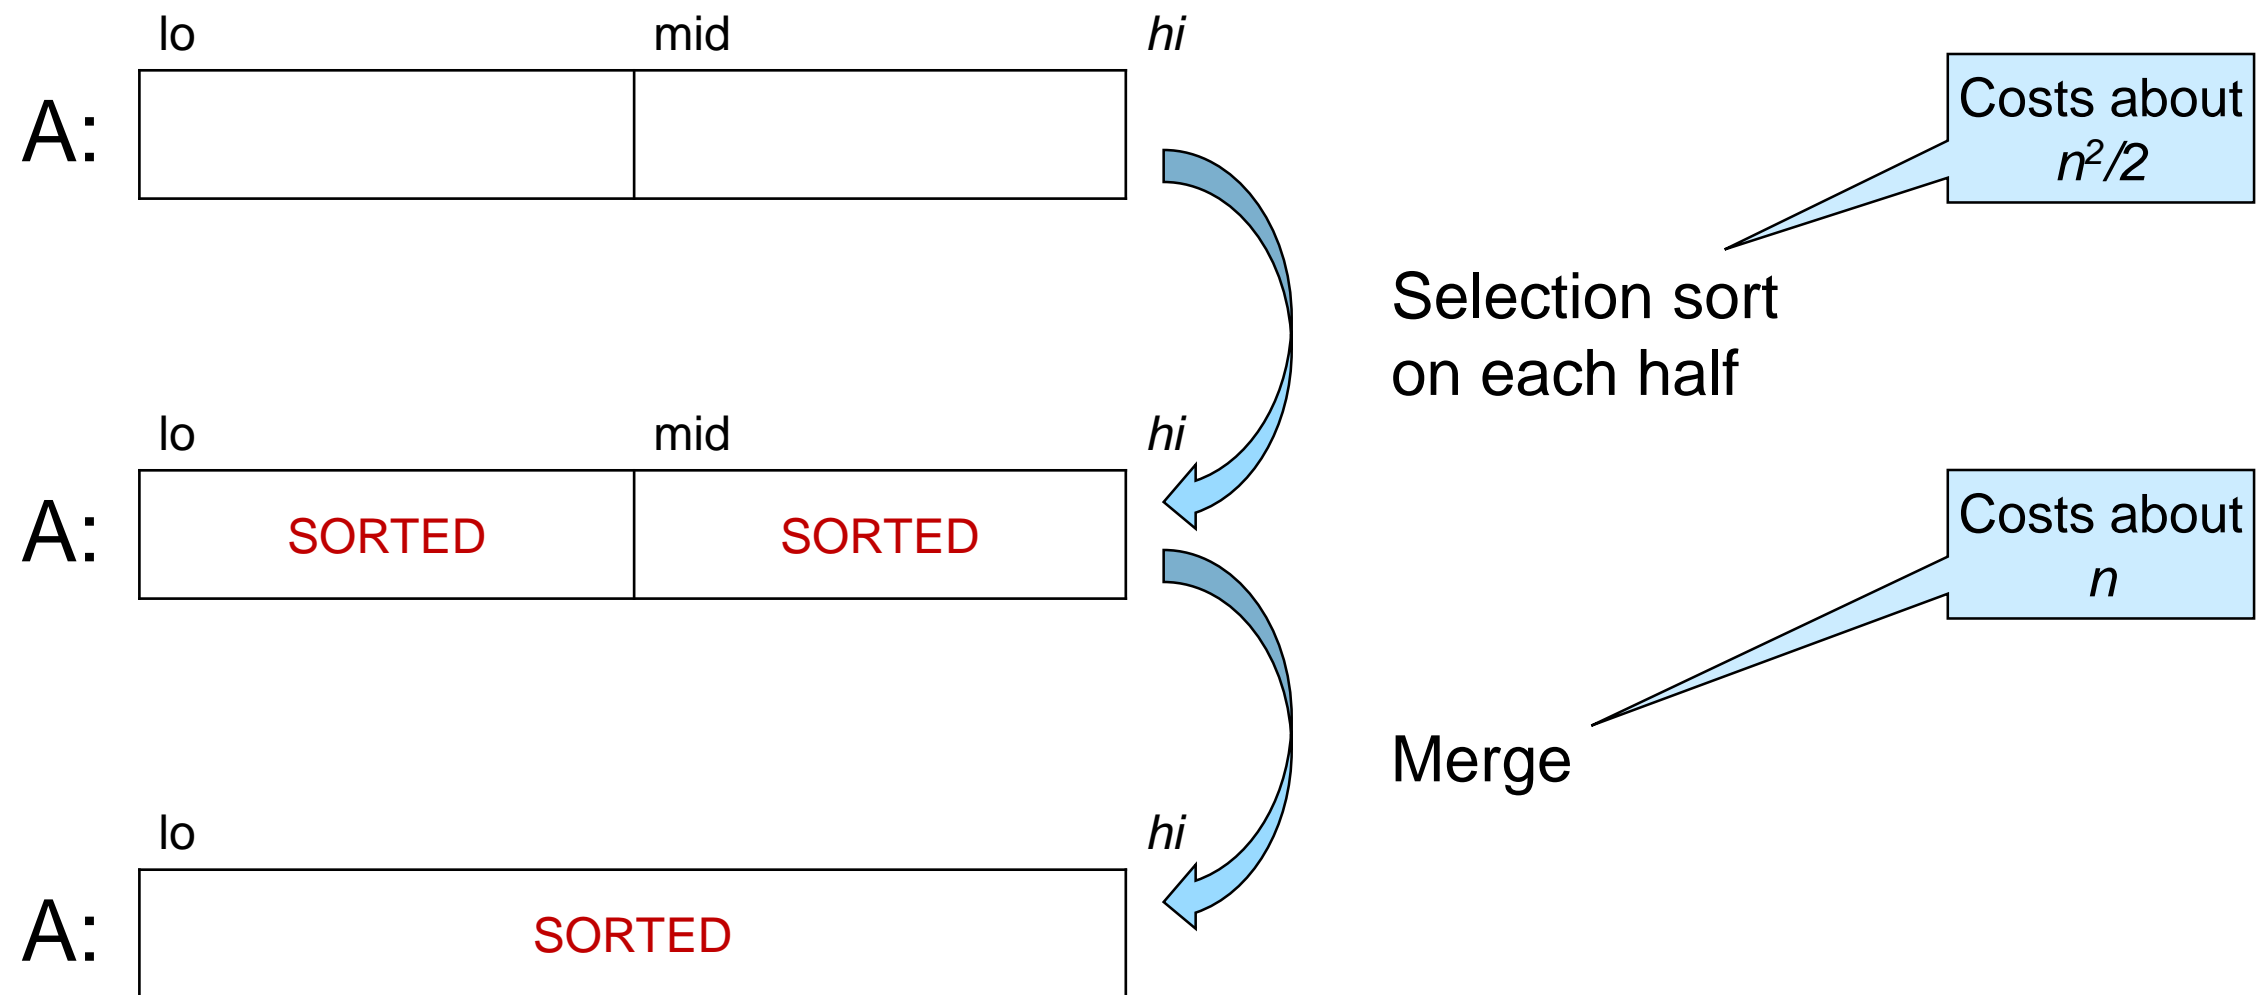 lo mid hi
A:
Costs about
n²/2
Selection sort
on each half
lo mid hi
A: SORTED SORTED
Costs about
n
Merge
lo hi
A: SORTED